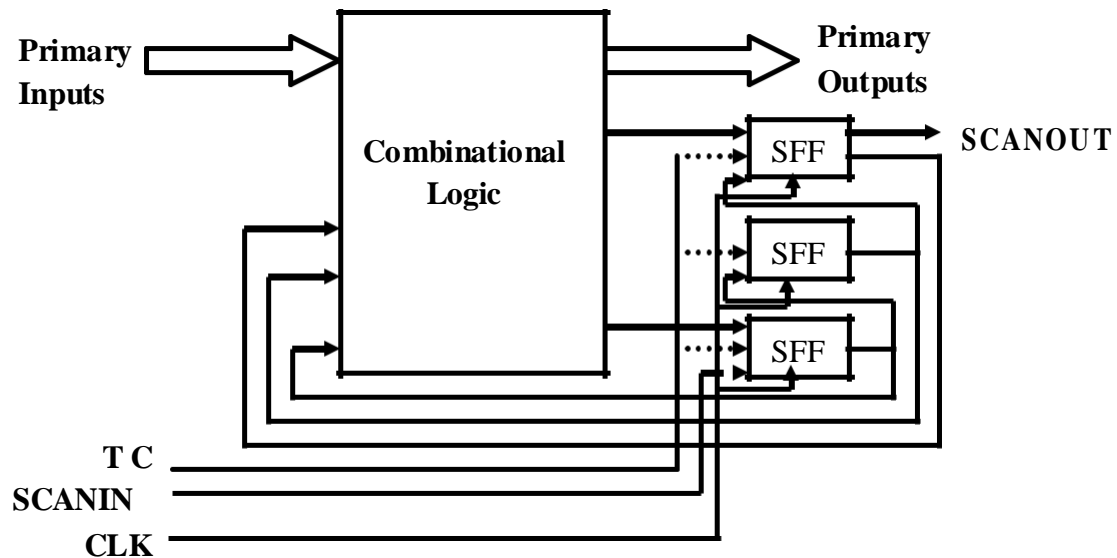 Primary
Inputs
Combinational
Logic
Primary
Outputs
SFF
SCANOUT
SFF
SFF
T C
SCANIN
CLK